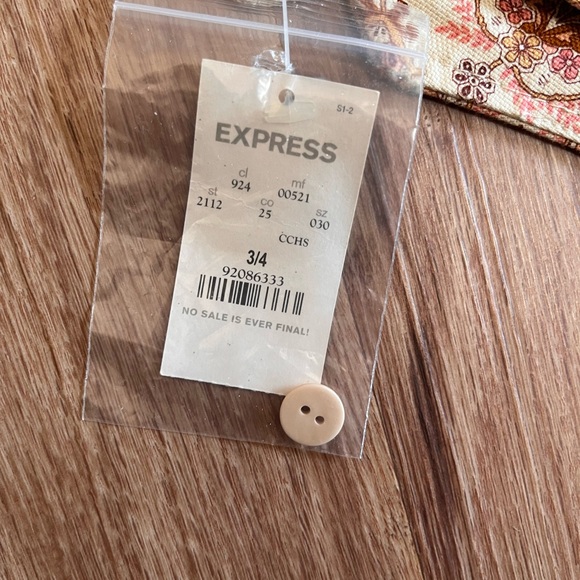 S1-2
EXPRESS
cl mf
924 00521
st co sz
2112 25 030
CCHS
3/4
92086333
NO SALE IS EVER FINAL!